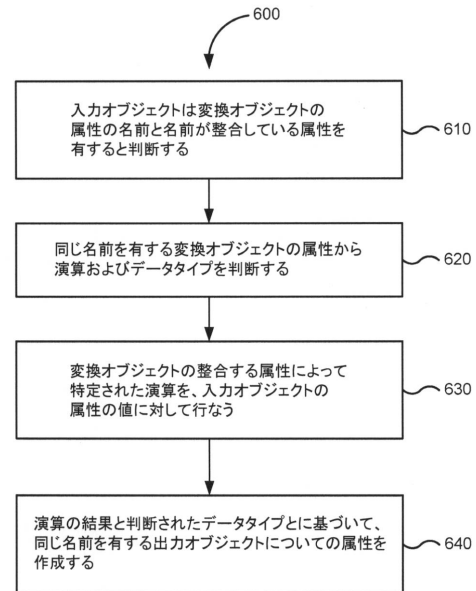 600
入力オブジェクトは変換オブジェクトの
属性の名前と名前が整合している属性を
有すると判断する
610
同じ名前を有する変換オブジェクトの属性から
演算およびデータタイプを判断する
620
変換オブジェクトの整合する属性によって
特定された演算を、入力オブジェクトの
属性の値に対して行なう
630
演算の結果と判断されたデータタイプとに基づいて、
同じ名前を有する出力オブジェクトについての属性を
作成する
640